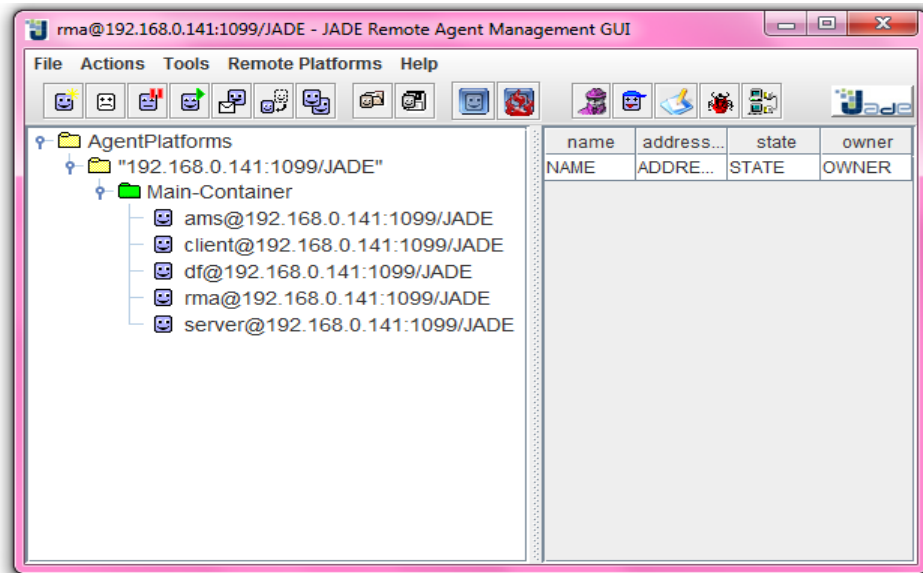 rma@192.168.0.141:1099/JADE - JADE Remote Agent Management GUI
File Actions Tools Remote Platforms Help
Jade
AgentPlatforms
"192.168.0.141:1099/JADE"
Main-Container
ams@192.168.0.141:1099/JADE
client@192.168.0.141:1099/JADE
df@192.168.0.141:1099/JADE
rma@192.168.0.141:1099/JADE
server@192.168.0.141:1099/JADE
name address... state owner
NAME ADDRE... STATE OWNER